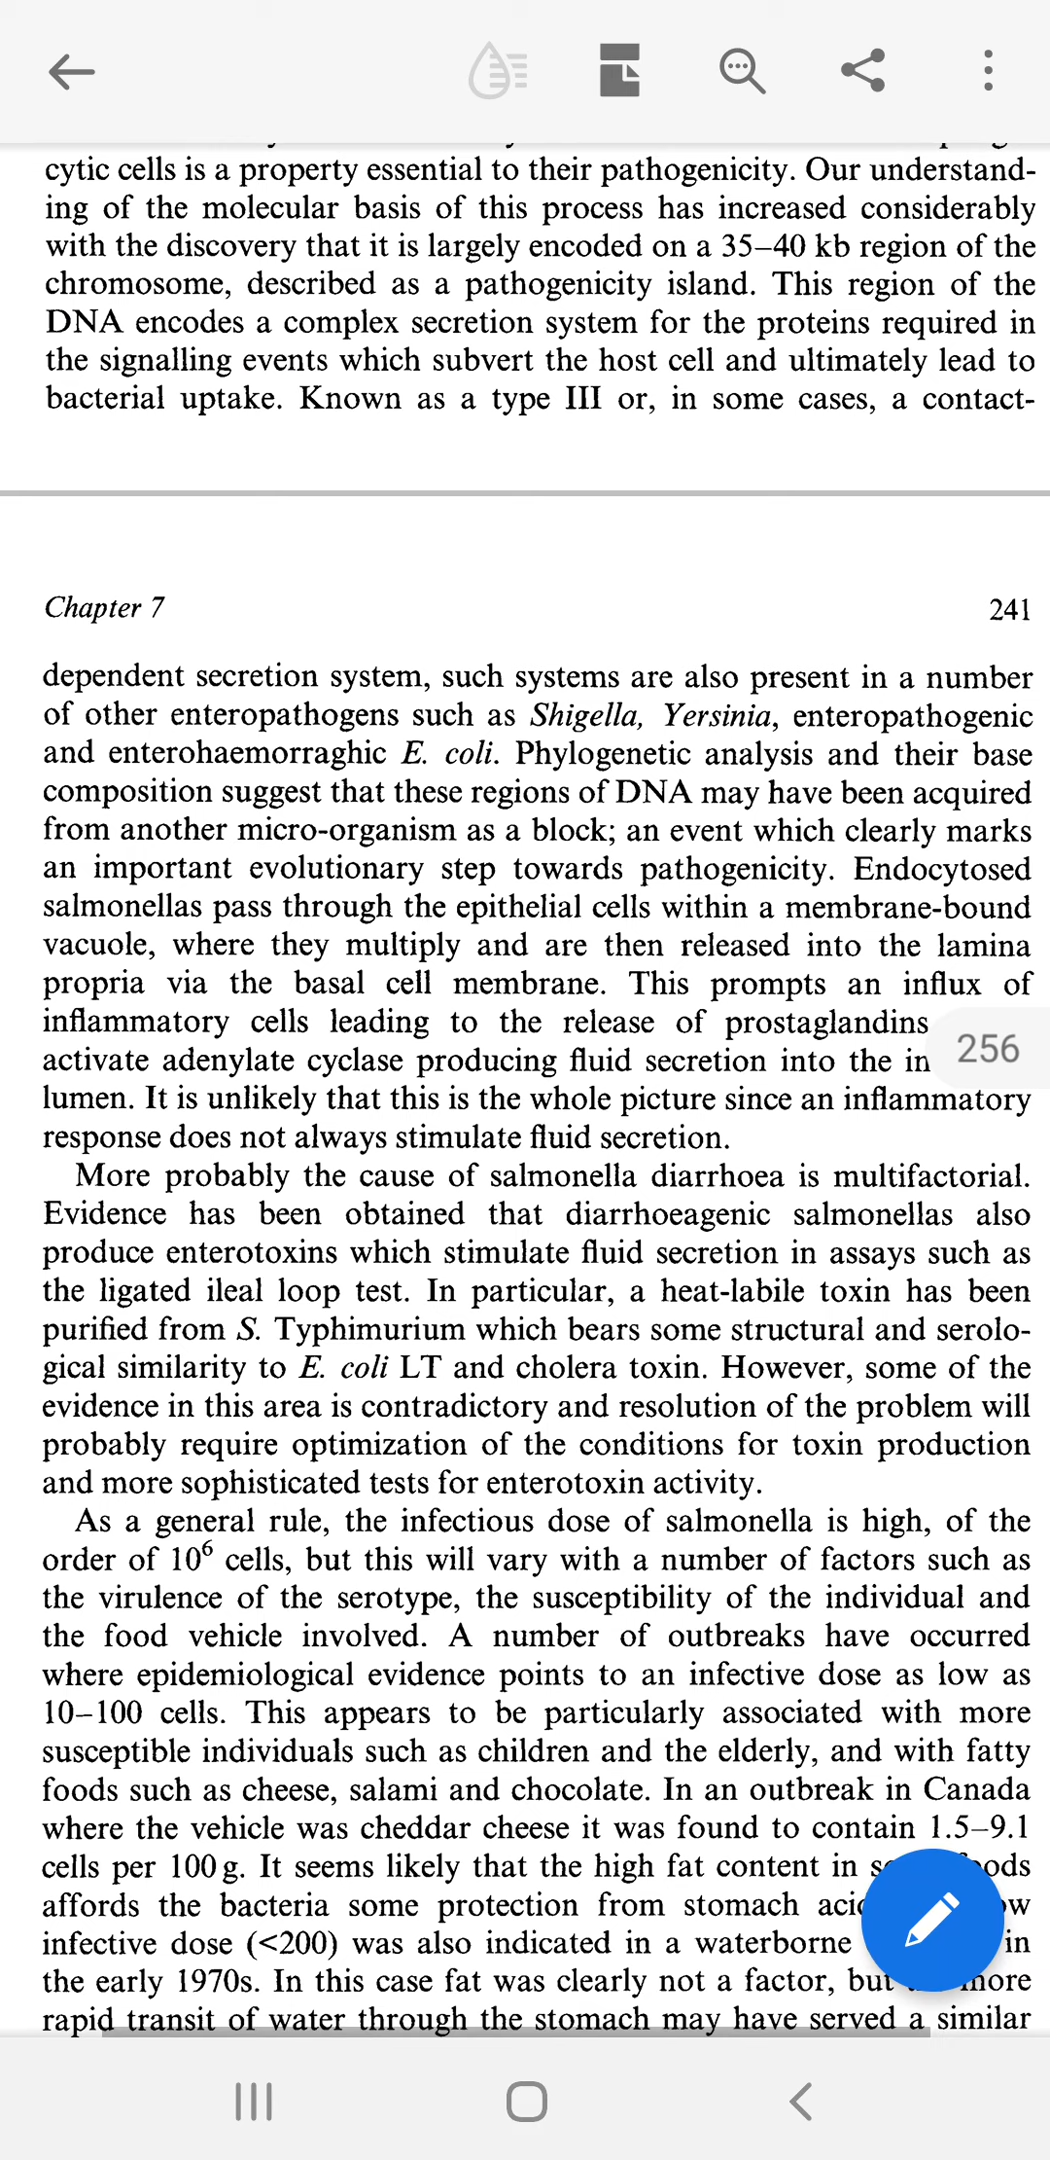 cytic cells is a property essential to their pathogenicity. Our understand-
ing of the molecular basis of this process has increased considerably
with the discovery that it is largely encoded on a 35–40 kb region of the
chromosome, described as a pathogenicity island. This region of the
DNA encodes a complex secretion system for the proteins required in
the signalling events which subvert the host cell and ultimately lead to
bacterial uptake. Known as a type III or, in some cases, a contact-
Chapter 7 241
dependent secretion system, such systems are also present in a number
of other enteropathogens such as Shigella, Yersinia, enteropathogenic
and enterohaemorraghic E. coli. Phylogenetic analysis and their base
composition suggest that these regions of DNA may have been acquired
from another micro-organism as a block; an event which clearly marks
an important evolutionary step towards pathogenicity. Endocytosed
salmonellas pass through the epithelial cells within a membrane-bound
vacuole, where they multiply and are then released into the lamina
propria via the basal cell membrane. This prompts an influx of
inflammatory cells leading to the release of prostaglandins
activate adenylate cyclase producing fluid secretion into the in
256
lumen. It is unlikely that this is the whole picture since an inflammatory
response does not always stimulate fluid secretion.
More probably the cause of salmonella diarrhoea is multifactorial.
Evidence has been obtained that diarrhoeagenic salmonellas also
produce enterotoxins which stimulate fluid secretion in assays such as
the ligated ileal loop test. In particular, a heat-labile toxin has been
purified from S. Typhimurium which bears some structural and serolo-
gical similarity to E. coli LT and cholera toxin. However, some of the
evidence in this area is contradictory and resolution of the problem will
probably require optimization of the conditions for toxin production
and more sophisticated tests for enterotoxin activity.
As a general rule, the infectious dose of salmonella is high, of the
order of 10⁶ cells, but this will vary with a number of factors such as
the virulence of the serotype, the susceptibility of the individual and
the food vehicle involved. A number of outbreaks have occurred
where epidemiological evidence points to an infective dose as low as
10–100 cells. This appears to be particularly associated with more
susceptible individuals such as children and the elderly, and with fatty
foods such as cheese, salami and chocolate. In an outbreak in Canada
where the vehicle was cheddar cheese it was found to contain 1.5–9.1
cells per 100 g. It seems likely that the high fat content in
affords the bacteria some protection from stomach
infective dose (<200) was also indicated in a waterborne in
the early 1970s. In this case fat was clearly not a factor, but more
rapid transit of water through the stomach may have served a similar